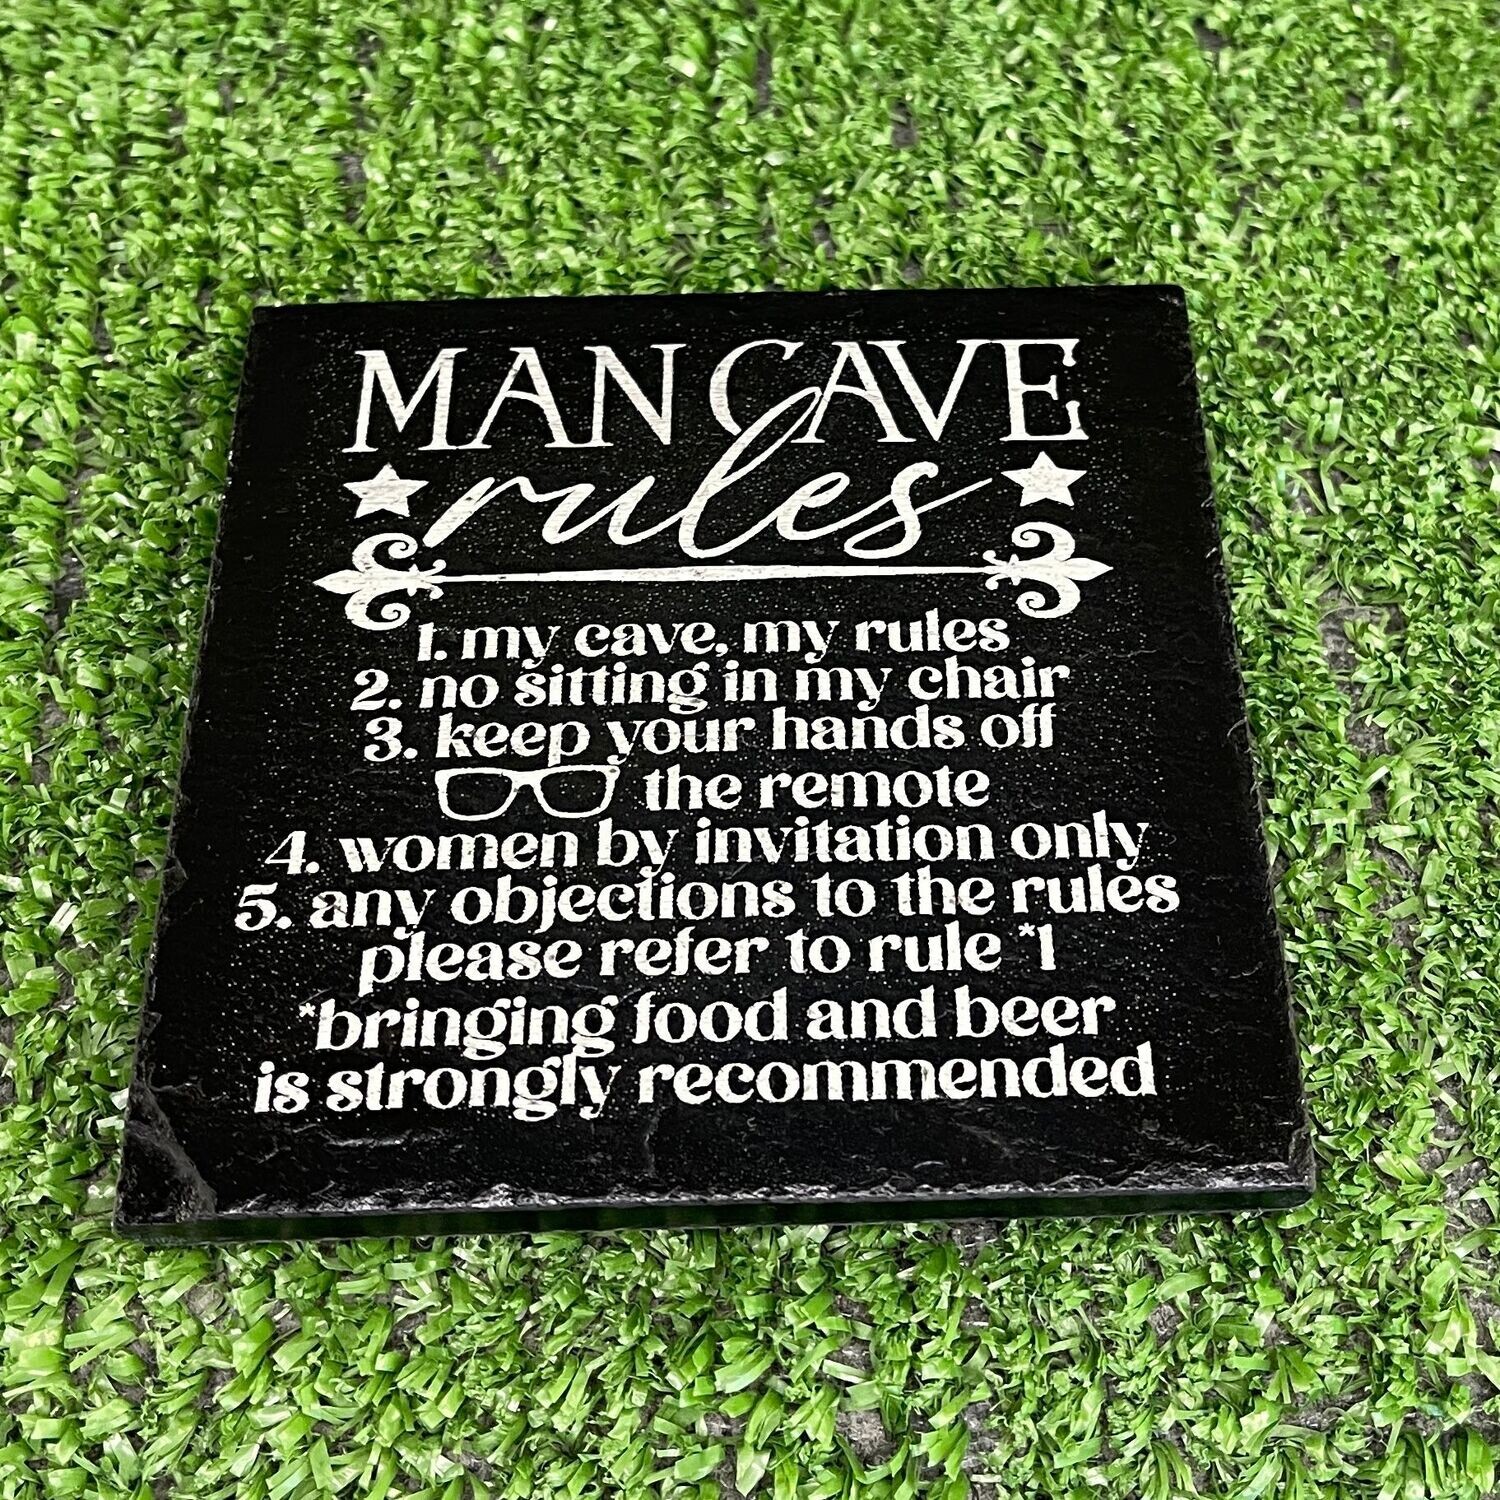 MAN CAVE
rules
1. my cave, my rules
2. no sitting in my chair
3. keep your hands off
the remote
4. women by invitation only
5. any objections to the rules
please refer to rule *1
*bringing food and beer
is strongly recommended